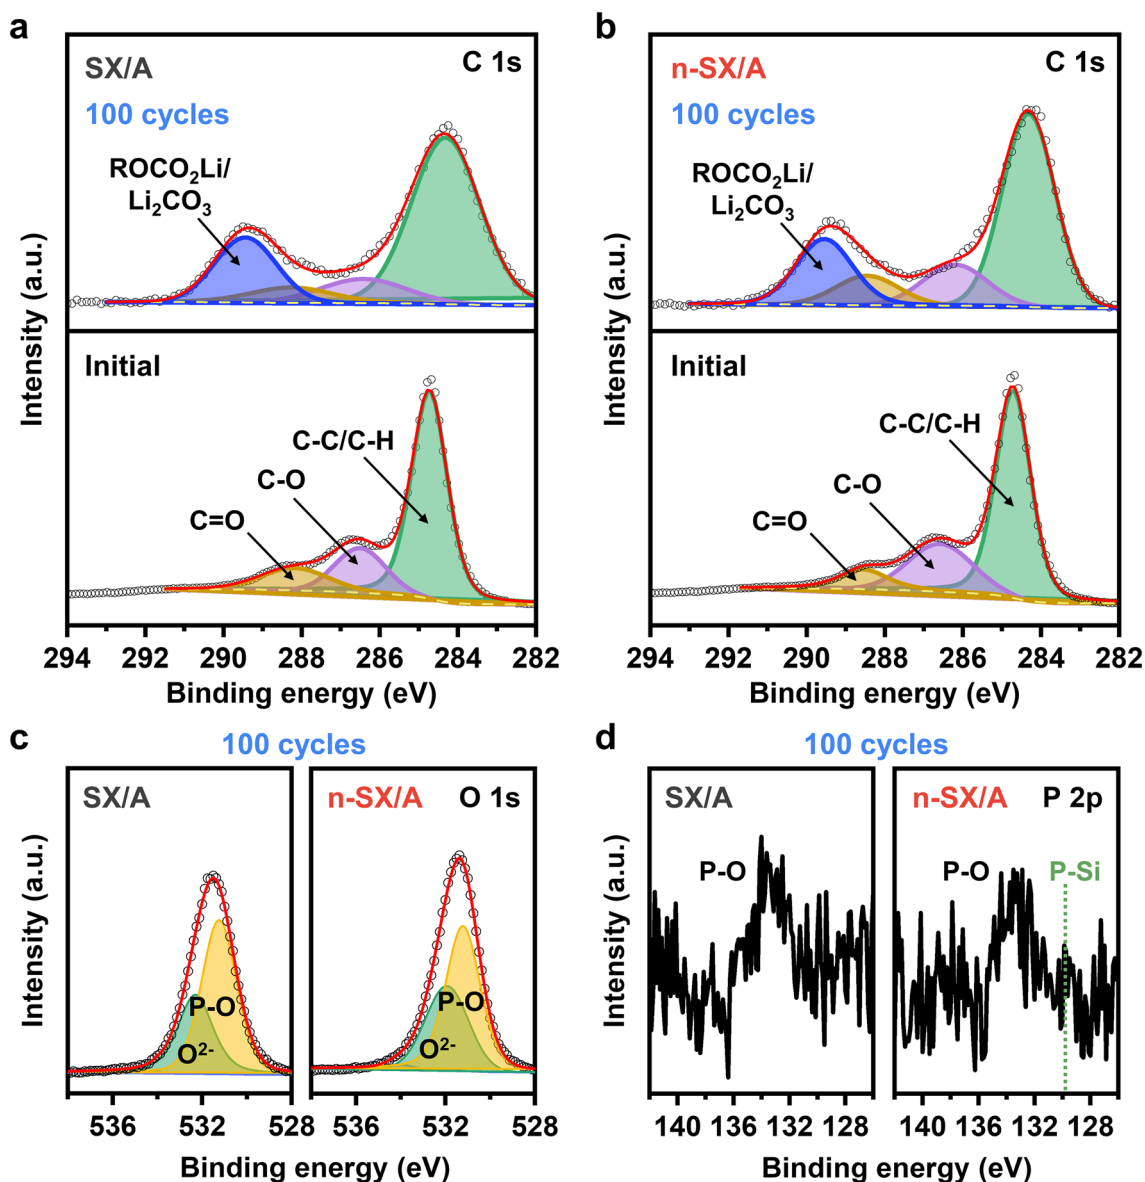 a
SX/A
C 1s
100 cycles
ROCO₂Li/
Li₂CO₃
Initial
C-C/C-H
C-O
C=O
Intensity (a.u.)
294 292 290 288 286 284 282
Binding energy (eV)
b
n-SX/A
C 1s
100 cycles
ROCO₂Li/
Li₂CO₃
Initial
C-C/C-H
C-O
C=O
Intensity (a.u.)
294 292 290 288 286 284 282
Binding energy (eV)
c
100 cycles
SX/A
P-O
O²⁻
n-SX/A
O 1s
P-O
O²⁻
Intensity (a.u.)
536 532 528
536 532 528
Binding energy (eV)
d
100 cycles
SX/A
P-O
n-SX/A
P 2p
P-O
P-Si
Intensity (a.u.)
140 136 132 128
140 136 132 128
Binding energy (eV)